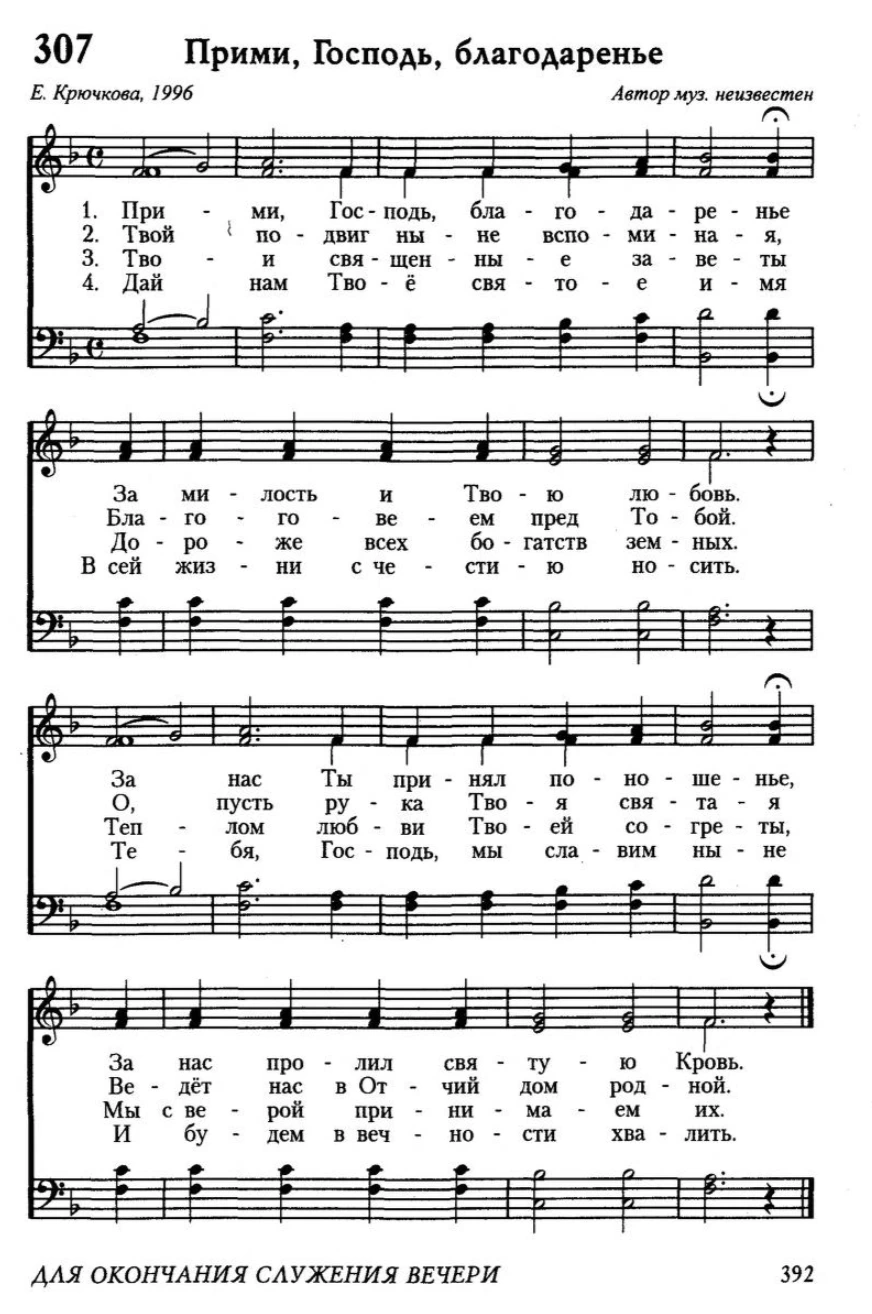 307 Прими, Господь, благодаренье
Е. Крючкова, 1996 Автор муз. неизвестен
1. При - ми, Гос - подь, бла - го - да - ре - нье
2. Твой по - двиг ны - не вспо - ми - на - я,
3. Тво - и свя - щен - ны - е за - ве - ты
4. Дай нам Тво - ё свя - то - е и - мя
За ми - лость и Тво - ю лю - бовь.
Бла - го - го - ве - ем пред То - бой.
До - ро - же всех бо - гатств зем - ных.
В сей жиз - ни с че - сти - ю но - сить.
За нас Ты при - нял по - но - ше - нье,
О, пусть ру - ка Тво - я свя - та - я
Теп - лом люб - ви Тво - ей со - гре - ты,
Те - бя, Гос - подь, мы сла - вим ны - не
За нас про - лил свя - ту - ю Кровь.
Ве - дёт нас в От - чий дом род - ной.
Мы с ве - рой при - ни - ма - ем их.
И бу - дем в веч - но - сти хва - лить.
ДЛЯ ОКОНЧАНИЯ СЛУЖЕНИЯ ВЕЧЕРИ 392